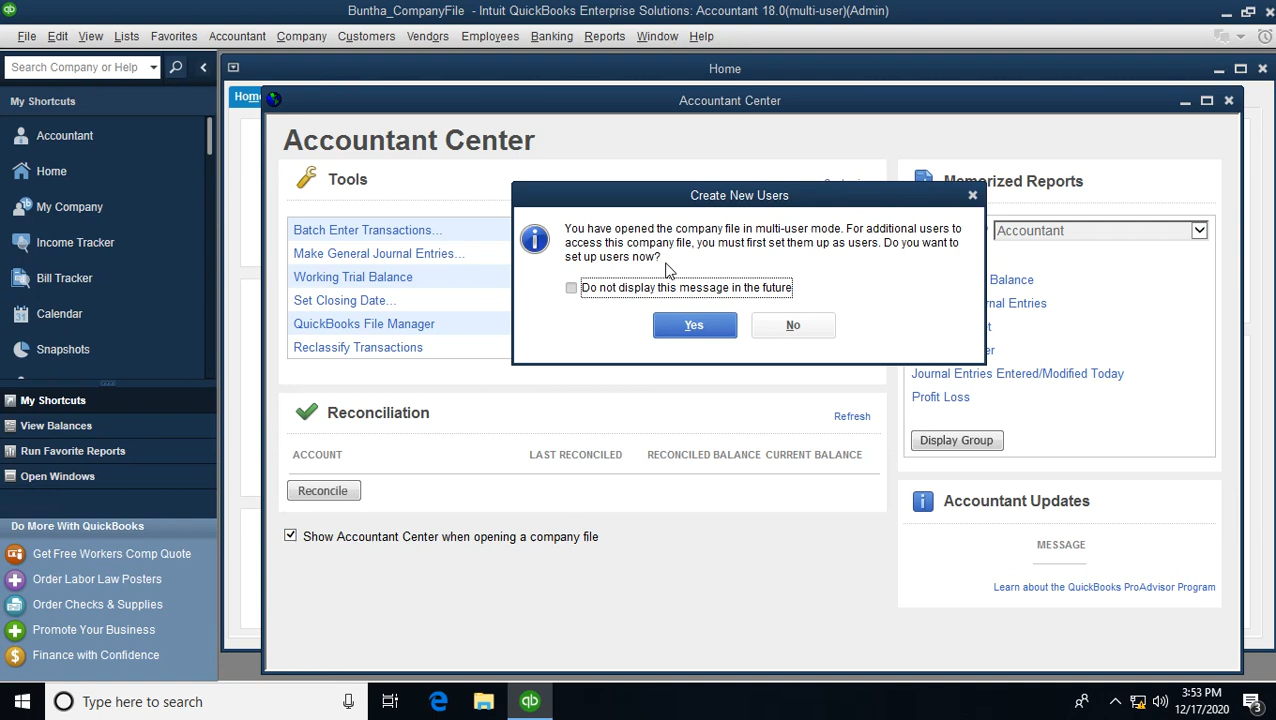 Buntha_CompanyFile - Intuit QuickBooks Enterprise Solutions: Accountant 18.0(multi-user)(Admin)
File Edit View Lists Favorites Accountant Company Customers Vendors Employees Banking Reports Window Help
Search Company or Help
My Shortcuts
Accountant
Home
My Company
Income Tracker
Bill Tracker
Calendar
Snapshots
My Shortcuts
View Balances
Run Favorite Reports
Open Windows
Do More With QuickBooks
Get Free Workers Comp Quote
Order Labor Law Posters
Order Checks & Supplies
Promote Your Business
Finance with Confidence
Home
Accountant Center
Accountant Center
Tools
Batch Enter Transactions...
Make General Journal Entries...
Working Trial Balance
Set Closing Date...
QuickBooks File Manager
Reclassify Transactions
Create New Users
You have opened the company file in multi-user mode. For additional users to
access this company file, you must first set them up as users. Do you want to
set up users now?
Do not display this message in the future
Yes
No
Memorized Reports
Accountant
Balance
Journal Entries Entered/Modified Today
Profit Loss
Display Group
Reconciliation
Refresh
ACCOUNT LAST RECONCILED RECONCILED BALANCE CURRENT BALANCE
Reconcile
Show Accountant Center when opening a company file
Accountant Updates
MESSAGE
Learn about the QuickBooks ProAdvisor Program
Type here to search
3:53 PM
12/17/2020
3